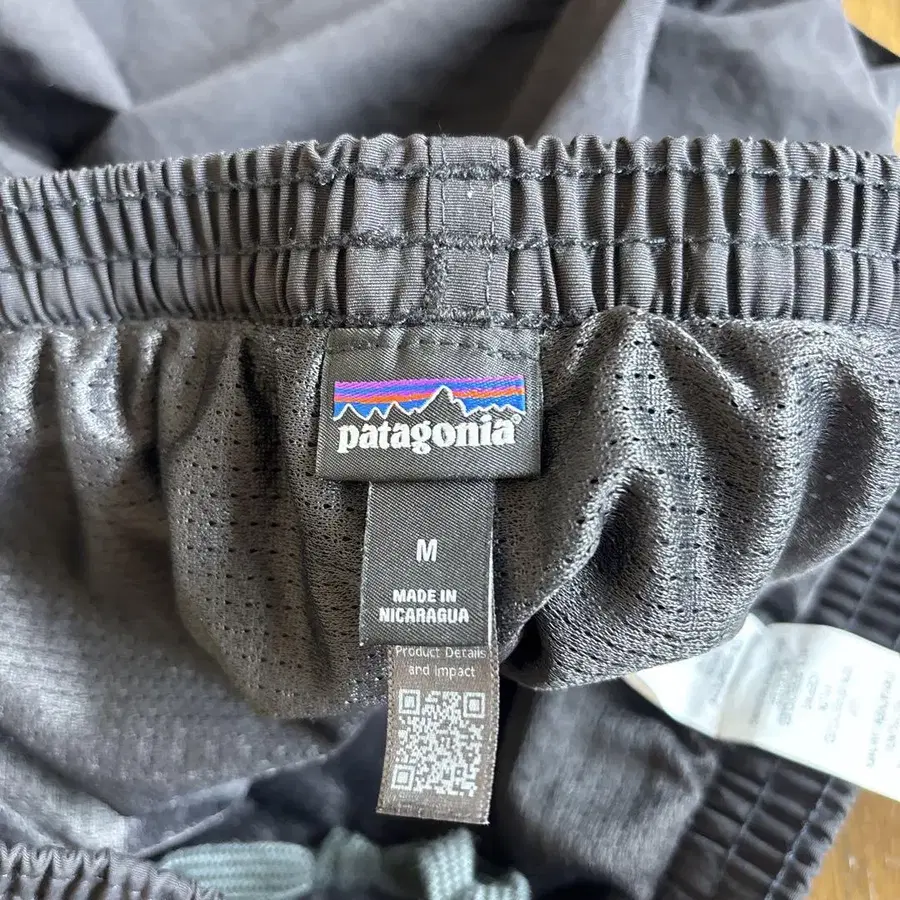 patagonia
M
MADE IN
NICARAGUA
Product Details
and Impact